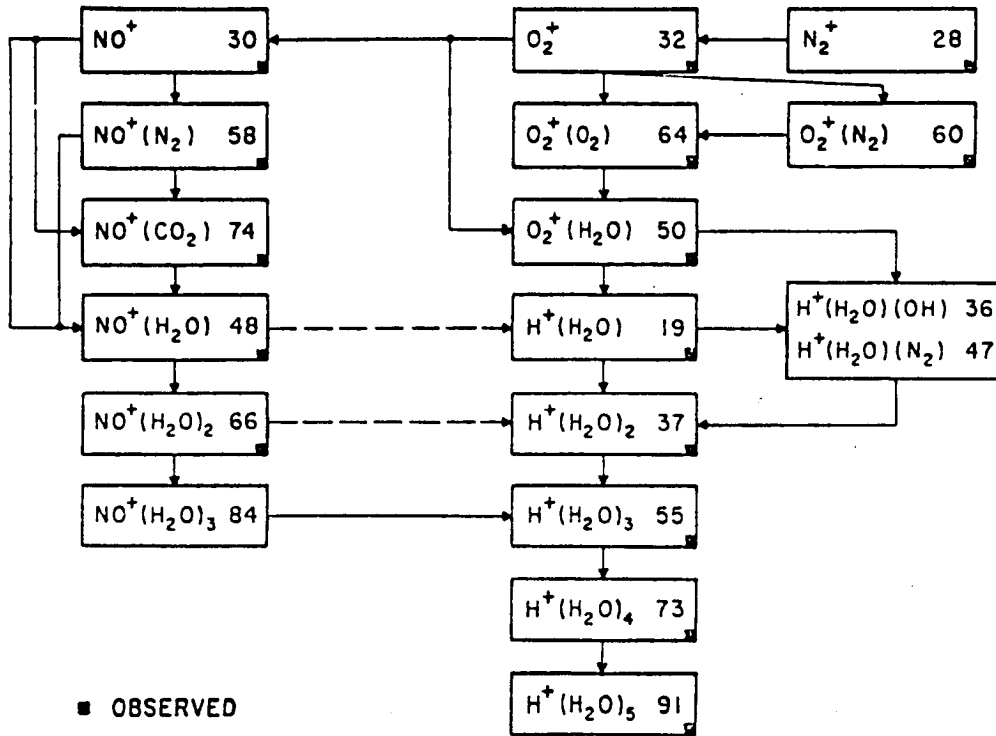 NO⁺ 30
O₂⁺ 32
N₂⁺ 28
NO⁺(N₂) 58
O₂⁺(O₂) 64
O₂⁺(N₂) 60
NO⁺(CO₂) 74
O₂⁺(H₂O) 50
NO⁺(H₂O) 48
H⁺(H₂O) 19
H⁺(H₂O)(OH) 36
H⁺(H₂O)(N₂) 47
NO⁺(H₂O)₂ 66
H⁺(H₂O)₂ 37
NO⁺(H₂O)₃ 84
H⁺(H₂O)₃ 55
H⁺(H₂O)₄ 73
H⁺(H₂O)₅ 91
■ OBSERVED